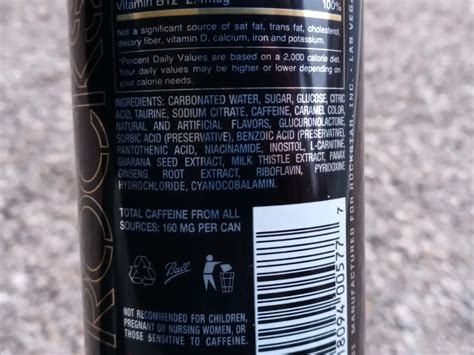 Vitamin B12 2.4mcg 100%
Not a significant source of sat fat, trans fat, cholesterol,
dietary fiber, vitamin D, calcium, iron and potassium.
*Percent Daily Values are based on a 2,000 calorie diet.
Your daily values may be higher or lower depending on
your calorie needs.
INGREDIENTS: CARBONATED WATER, SUGAR, GLUCOSE, CITRIC
ACID, TAURINE, SODIUM CITRATE, CAFFEINE, CARAMEL COLOR,
NATURAL AND ARTIFICIAL FLAVORS, GLUCURONOLACTONE,
SORBIC ACID (PRESERVATIVE), BENZOIC ACID (PRESERVATIVE),
PANTOTHENIC ACID, NIACINAMIDE, INOSITOL, L-CARNITINE,
GUARANA SEED EXTRACT, MILK THISTLE EXTRACT, PANAX
GINSENG ROOT EXTRACT, RIBOFLAVIN, PYRIDOXINE
HYDROCHLORIDE, CYANOCOBALAMIN.
TOTAL CAFFEINE FROM ALL
SOURCES: 160 MG PER CAN
Ball
NOT RECOMMENDED FOR CHILDREN,
PREGNANT OR NURSING WOMEN, OR
THOSE SENSITIVE TO CAFFEINE.
ROCKS
8094 00577 7
MANUFACTURED FOR ROCKSTAR, INC. LAS VEGA